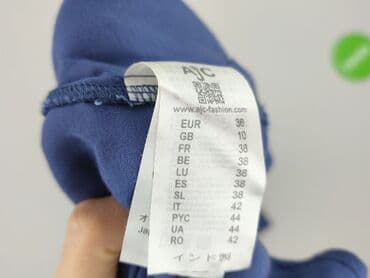 AJC
www.ajc-fashion.com
EUR 36
GB 10
FR 38
BE 38
LU 38
ES 38
SL 38
IT 42
РУС 44
UA 44
RO 42
インド製